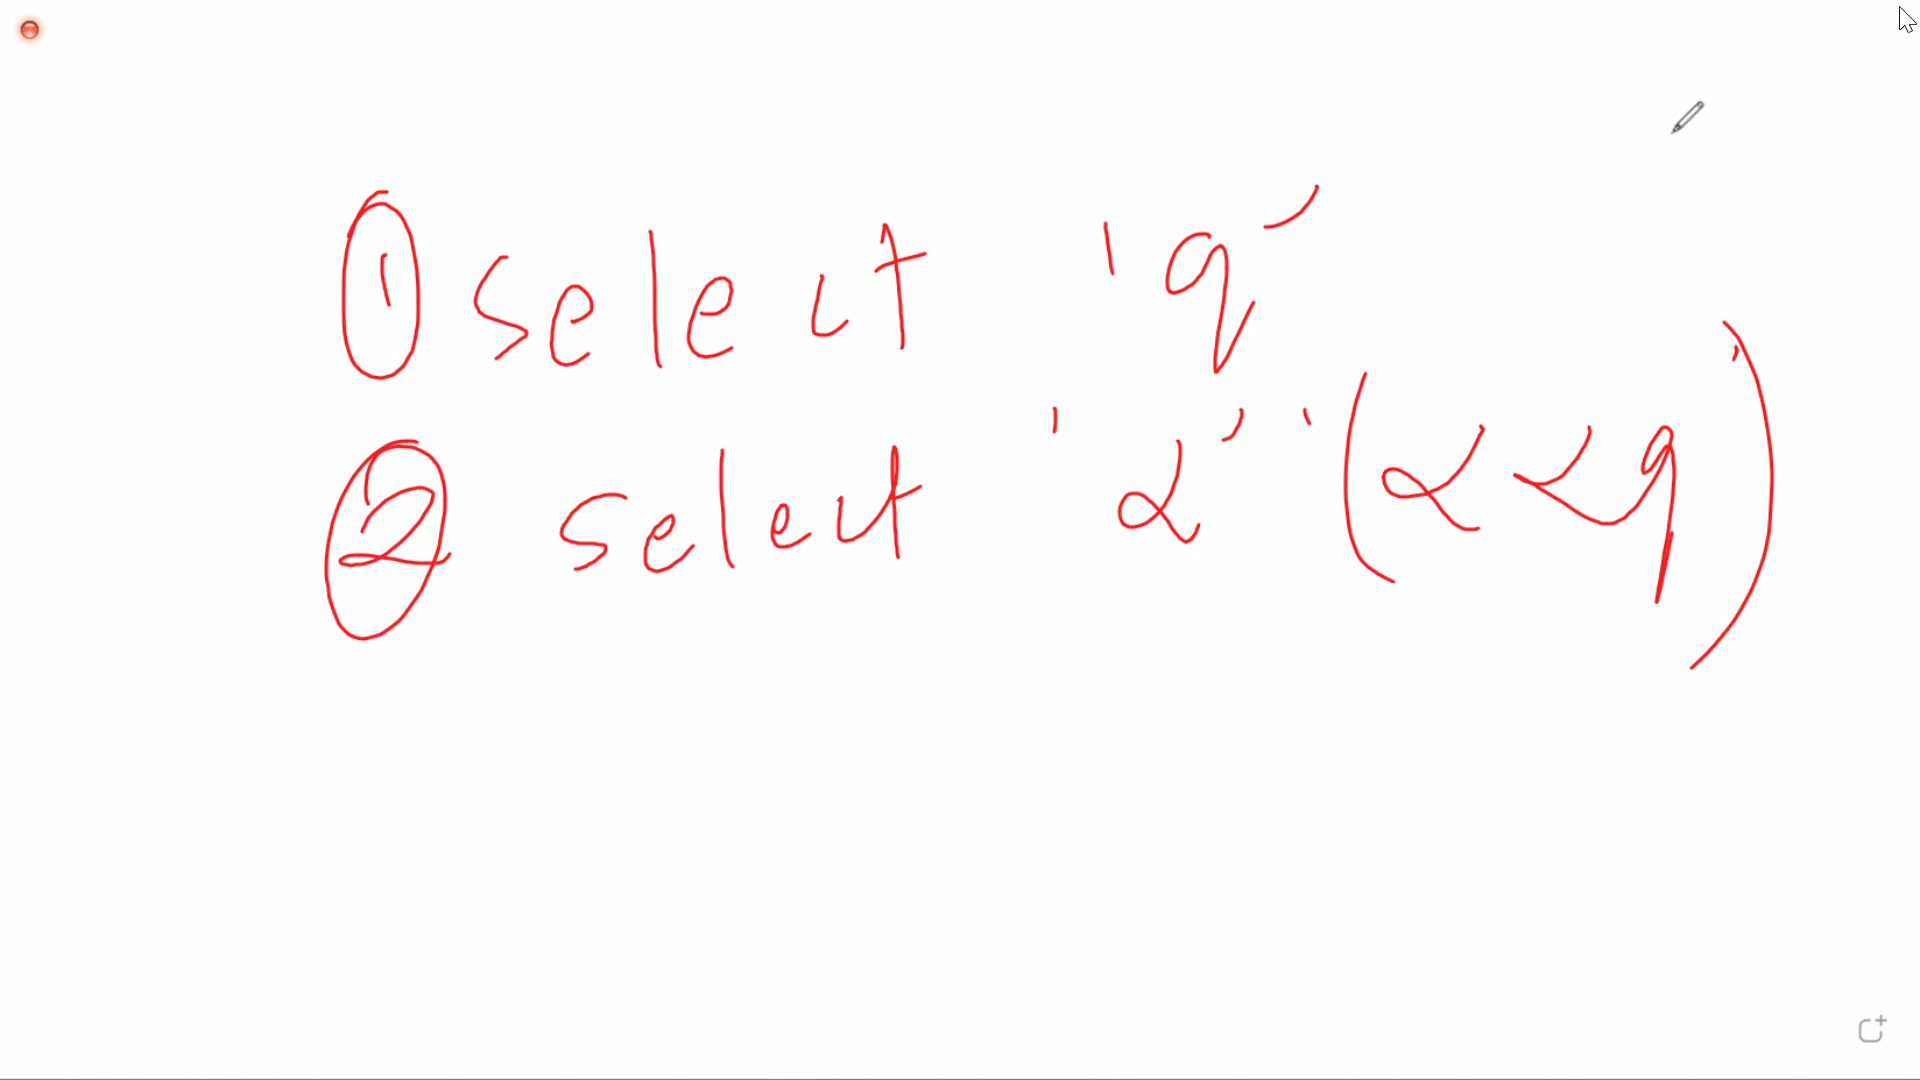 ① select 'q'
② select 'α' '(α < q)'